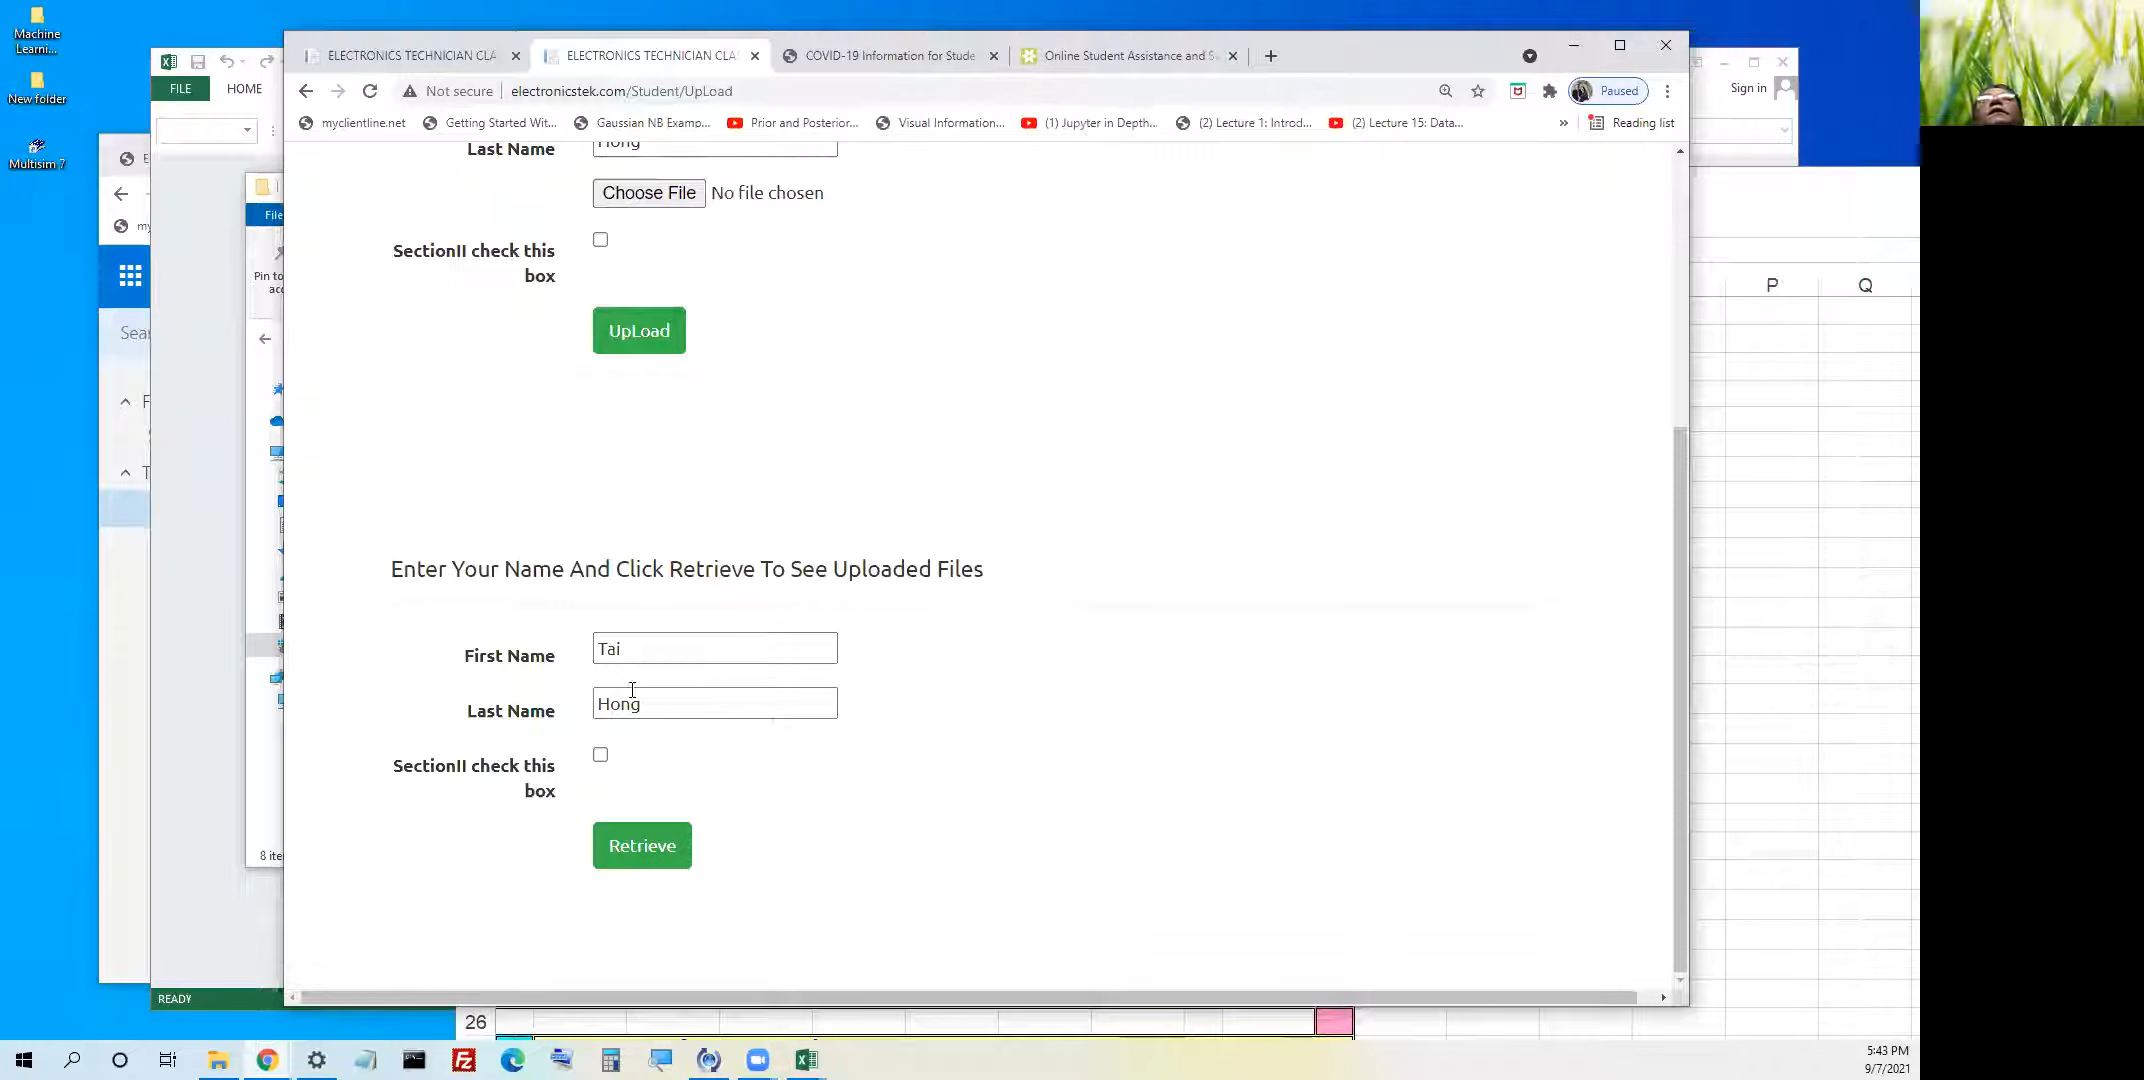 Machine
Learni...
New folder
Multisim 7
FILE
HOME
ELECTRONICS TECHNICIAN CLA
ELECTRONICS TECHNICIAN CLA
COVID-19 Information for Stude
Online Student Assistance and S
Sign in
Not secure
electronicstek.com/Student/UpLoad
Paused
myclientline.net
Getting Started Wit...
Gaussian NB Examp...
Prior and Posterior...
Visual Information...
(1) Jupyter in Depth...
(2) Lecture 1: Introd...
(2) Lecture 15: Data...
Reading list
File
Pin to
Last Name
Hong
Choose File
No file chosen
SectionII check this
box
UpLoad
Enter Your Name And Click Retrieve To See Uploaded Files
First Name
Tai
Last Name
Hong
SectionII check this
box
Retrieve
P
Q
READY
26
5:43 PM
9/7/2021